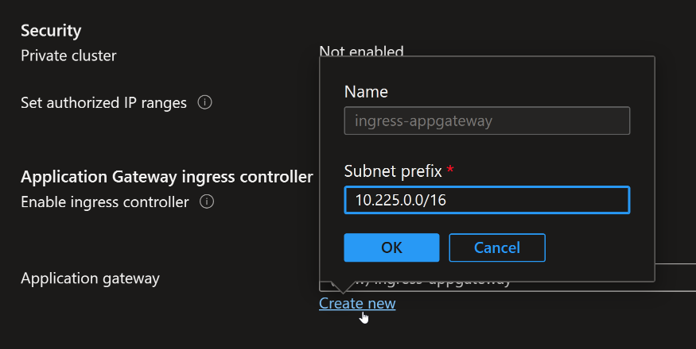 Security
Private cluster
Not enabled
Set authorized IP ranges
Application Gateway ingress controller
Enable ingress controller
Name
ingress-appgateway
Subnet prefix *
10.225.0.0/16
OK
Cancel
Application gateway
ingress-appgateway
Create new